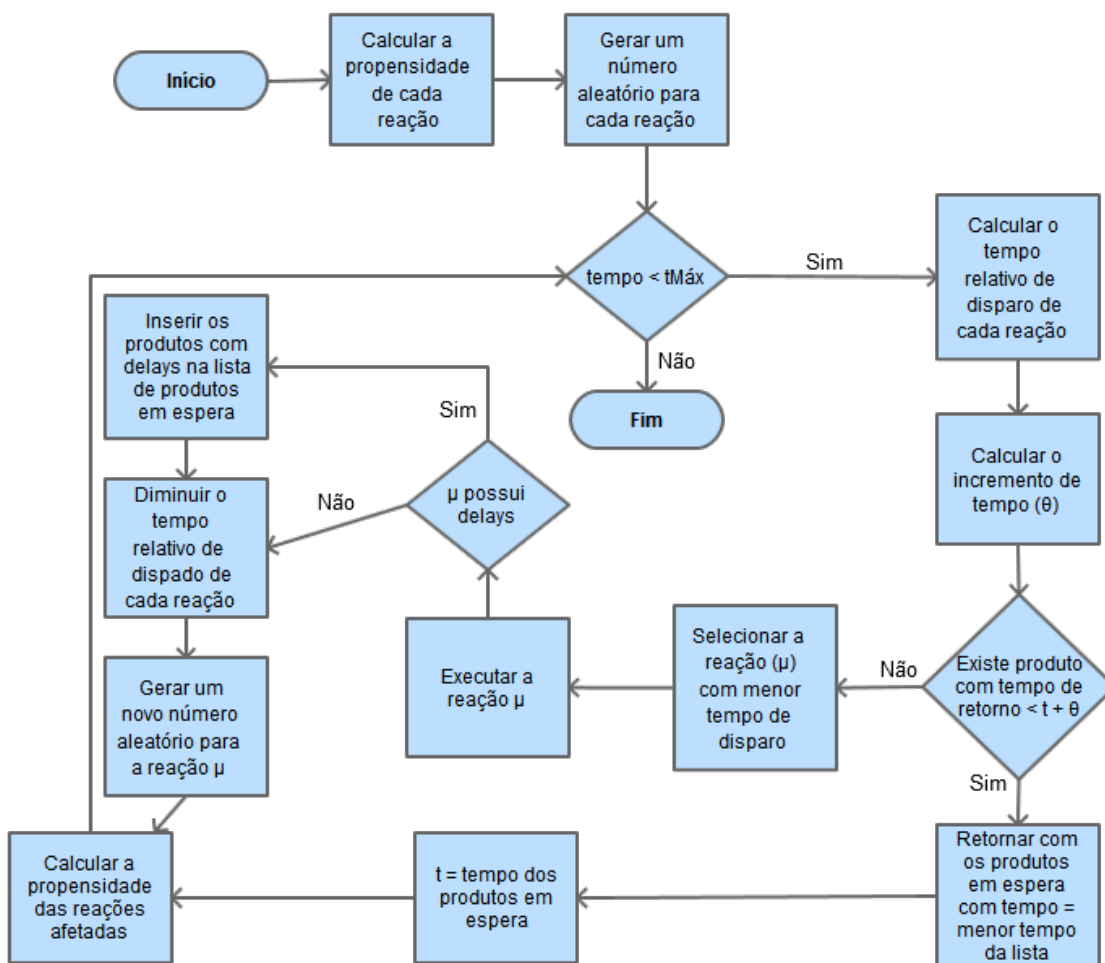 Início
Calcular a
propensidade
de cada
reação
Gerar um
número
aleatório para
cada reação
tempo < tMáx
Sim
Não
Fim
Calcular o
tempo
relativo de
disparo de
cada reação
Calcular o
incremento de
tempo (θ)
Existe produto
com tempo de
retorno < t + θ
Não
Sim
Selecionar a
reação (μ)
com menor
tempo de
disparo
Executar a
reação μ
μ possui
delays
Sim
Não
Inserir os
produtos com
delays na lista
de produtos
em espera
Diminuir o
tempo
relativo de
dispado de
cada reação
Gerar um
novo número
aleatório para
a reação μ
Calcular a
propensidade
das reações
afetadas
t = tempo dos
produtos em
espera
Retornar com
os produtos
em espera
com tempo =
menor tempo
da lista